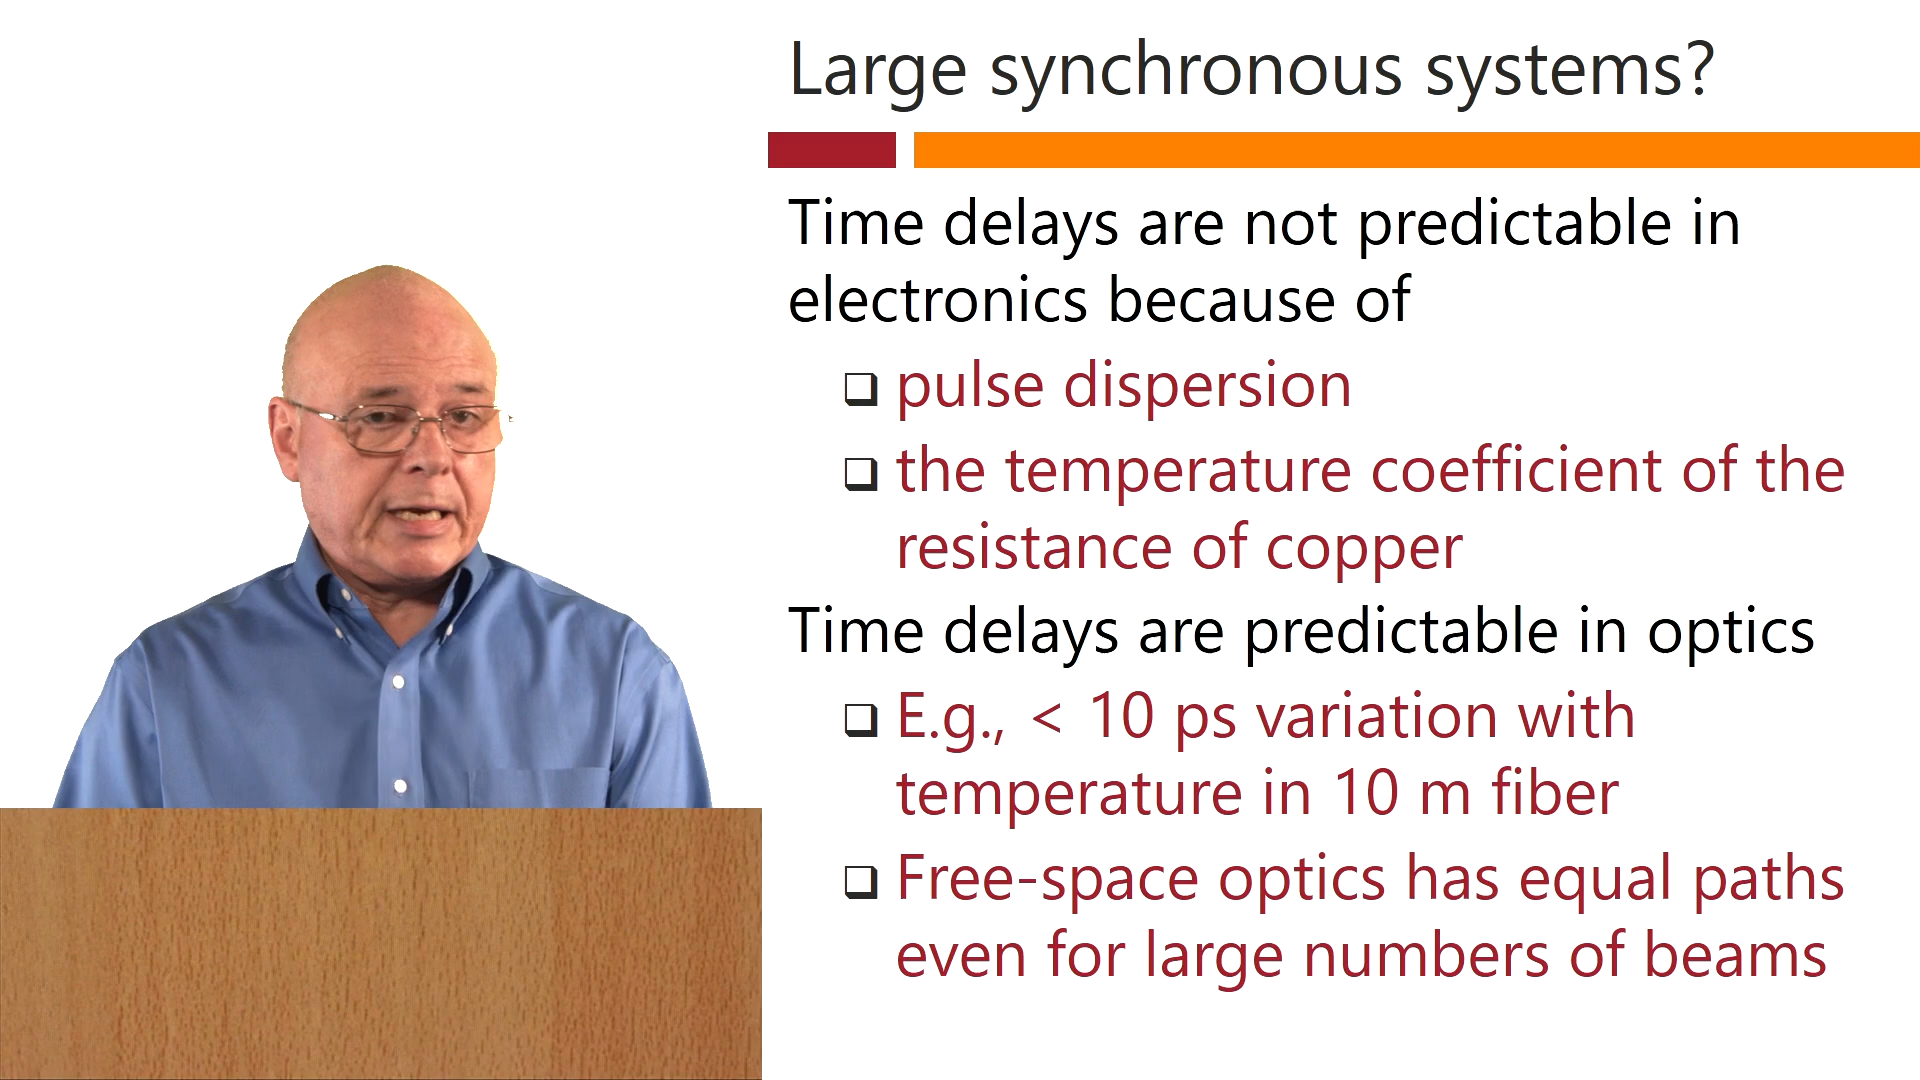 Large synchronous systems?
Time delays are not predictable in
electronics because of
pulse dispersion
the temperature coefficient of the
resistance of copper
Time delays are predictable in optics
E.g., < 10 ps variation with
temperature in 10 m fiber
Free-space optics has equal paths
even for large numbers of beams